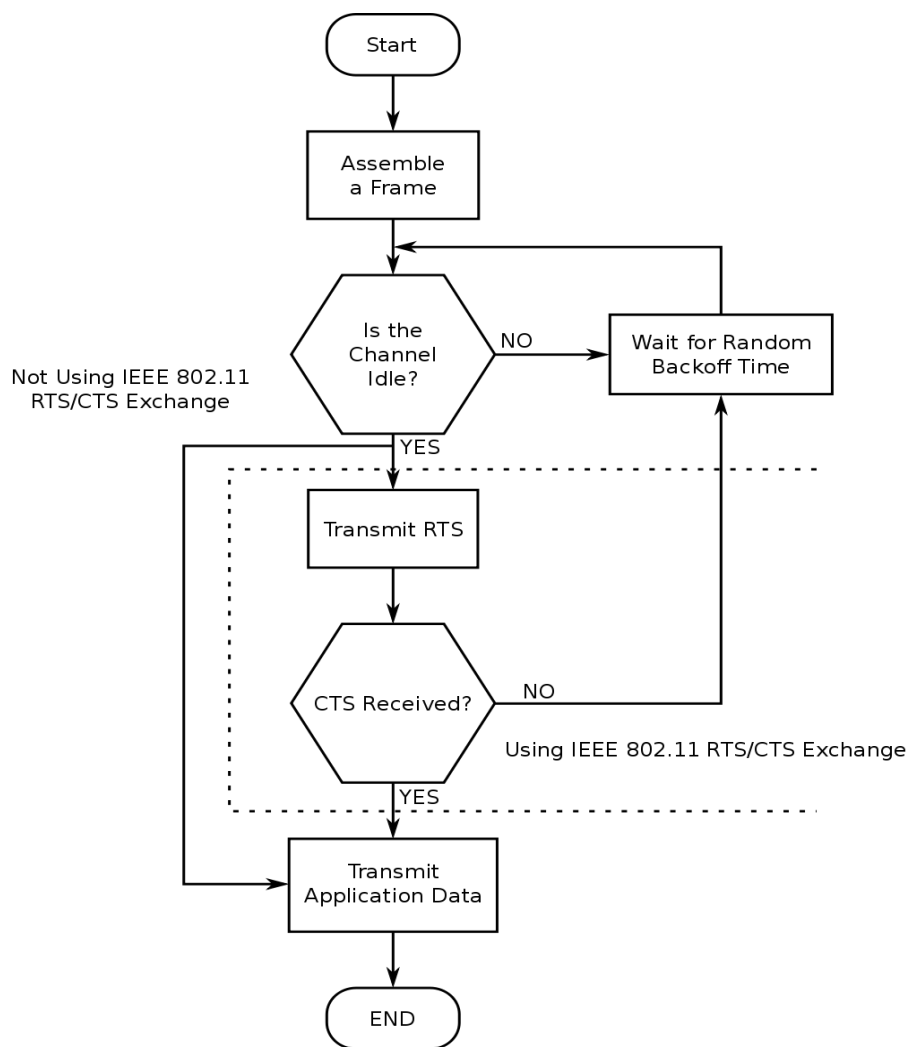 Start
Assemble
a Frame
Is the
Channel
Idle?
NO
Wait for Random
Backoff Time
Not Using IEEE 802.11
RTS/CTS Exchange
YES
Transmit RTS
CTS Received?
NO
Using IEEE 802.11 RTS/CTS Exchange
YES
Transmit
Application Data
END